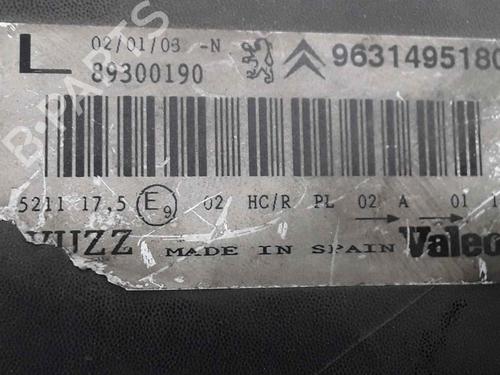 L 02/01/03 -N 9631495180
89300190
5211 17,5 E9 02 HC/R PL 02 A 01 1
MADE IN SPAIN Valeo
B-PARTS